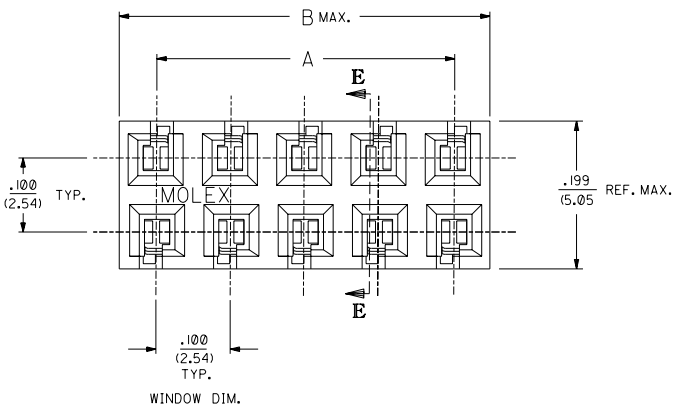 B MAX.
A
E
.100
(2.54)
TYP.
MOLEX
.199
(5.05
REF. MAX.
E
.100
(2.54)
TYP.
WINDOW DIM.